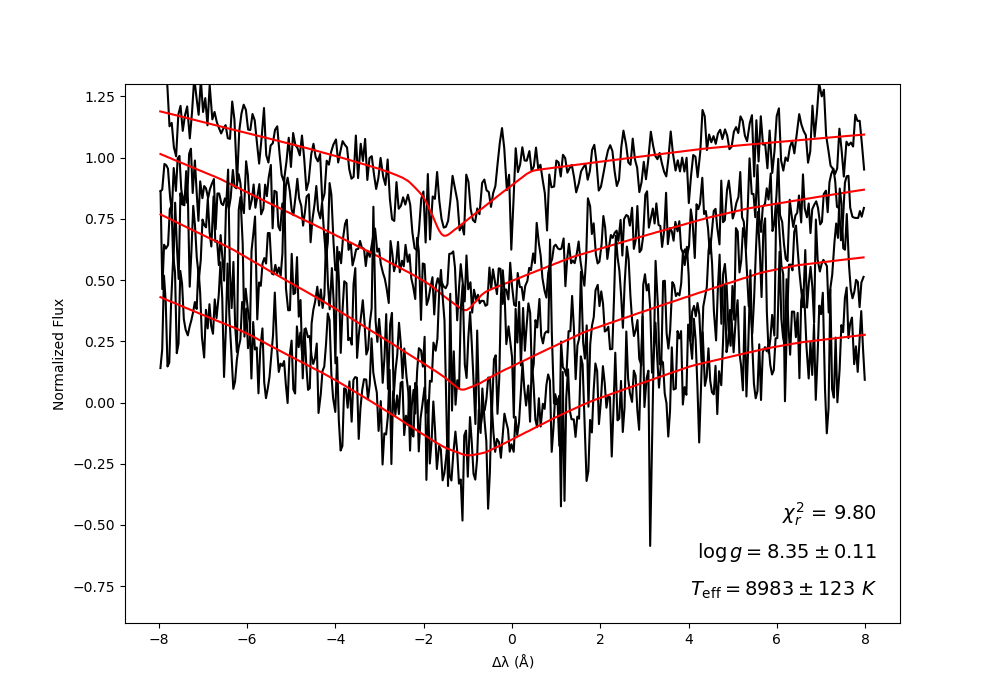 Normalized Flux
1.25
1.00
0.75
0.50
0.25
0.00
−0.25
−0.50
−0.75
χ²ᵣ = 9.80
log g = 8.35 ± 0.11
T_eff = 8983 ± 123 K
−8 −6 −4 −2 0 2 4 6 8
Δλ (Å)